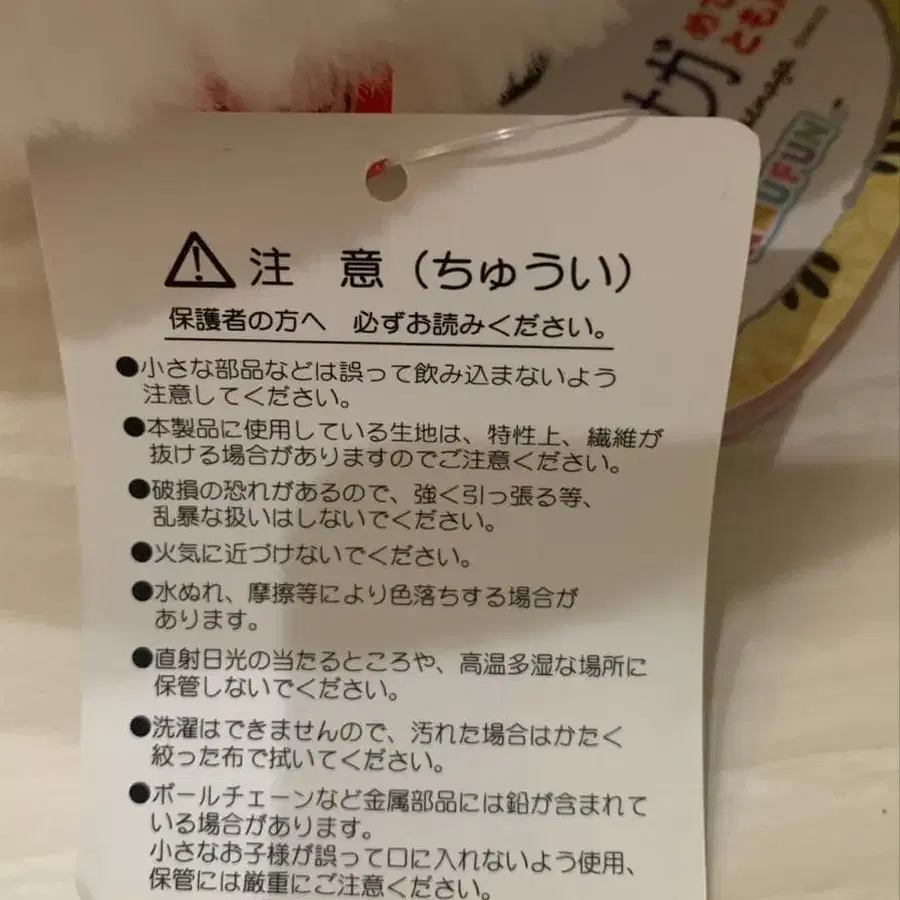 注 意（ちゅうい）
保護者の方へ 必ずお読みください。
●小さな部品などは誤って飲み込まないよう
注意してください。
●本製品に使用している生地は、特性上、繊維が
抜ける場合がありますのでご注意ください。
●破損の恐れがあるので、強く引っ張る等、
乱暴な扱いはしないでください。
●火気に近づけないでください。
●水ぬれ、摩擦等により色落ちする場合が
あります。
●直射日光の当たるところや、高温多湿な場所に
保管しないでください。
●洗濯はできませんので、汚れた場合はかたく
絞った布で拭いてください。
●ボールチェーンなど金属部品には鉛が含まれて
いる場合があります。
小さなお子様が誤って口に入れないよう使用、
保管には厳重にご注意ください。
ナガ
とも
FUN